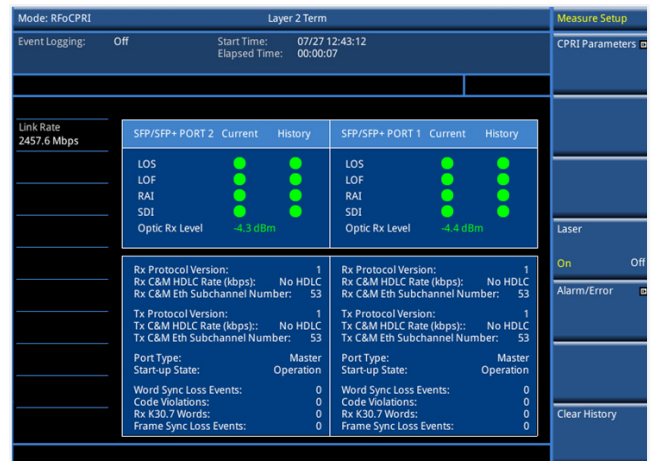 Mode: RFoCPRI Layer 2 Term Measure Setup
Event Logging: Off Start Time: 07/27 12:43:12 CPRI Parameters
Elapsed Time: 00:00:07
Link Rate
2457.6 Mbps
SFP/SFP+ PORT 2 Current History SFP/SFP+ PORT 1 Current History
LOS LOS
LOF LOF
RAI RAI
SDI SDI
Optic Rx Level -4.3 dBm Optic Rx Level -4.4 dBm
Laser
On Off
Rx Protocol Version: 1 Rx Protocol Version: 1
Rx C&M HDLC Rate (kbps): No HDLC Rx C&M HDLC Rate (kbps): No HDLC
Rx C&M Eth Subchannel Number: 53 Rx C&M Eth Subchannel Number: 53
Alarm/Error
Tx Protocol Version: 1 Tx Protocol Version: 1
Tx C&M HDLC Rate (kbps):: No HDLC Tx C&M HDLC Rate (kbps):: No HDLC
Tx C&M Eth Subchannel Number: 53 Tx C&M Eth Subchannel Number: 53
Port Type: Master Port Type: Master
Start-up State: Operation Start-up State: Operation
Word Sync Loss Events: 0 Word Sync Loss Events: 0
Code Violations: 0 Code Violations: 0
Rx K30.7 Words: 0 Rx K30.7 Words: 0
Frame Sync Loss Events: 0 Frame Sync Loss Events: 0
Clear History